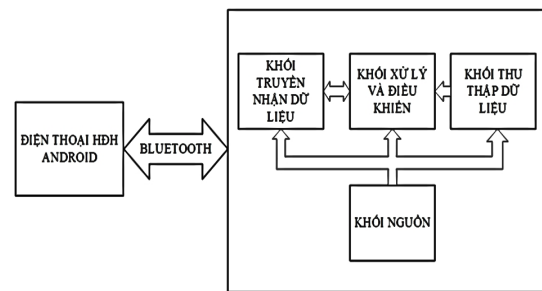 ĐIỆN THOẠI HĐH
ANDROID
BLUETOOTH
KHỐI
TRUYỀN
NHẬN DỮ
LIỆU
KHỐI XỬ LÝ
VÀ ĐIỀU
KHIỂN
KHỐI THU
THẬP DỮ
LIỆU
KHỐI NGUỒN